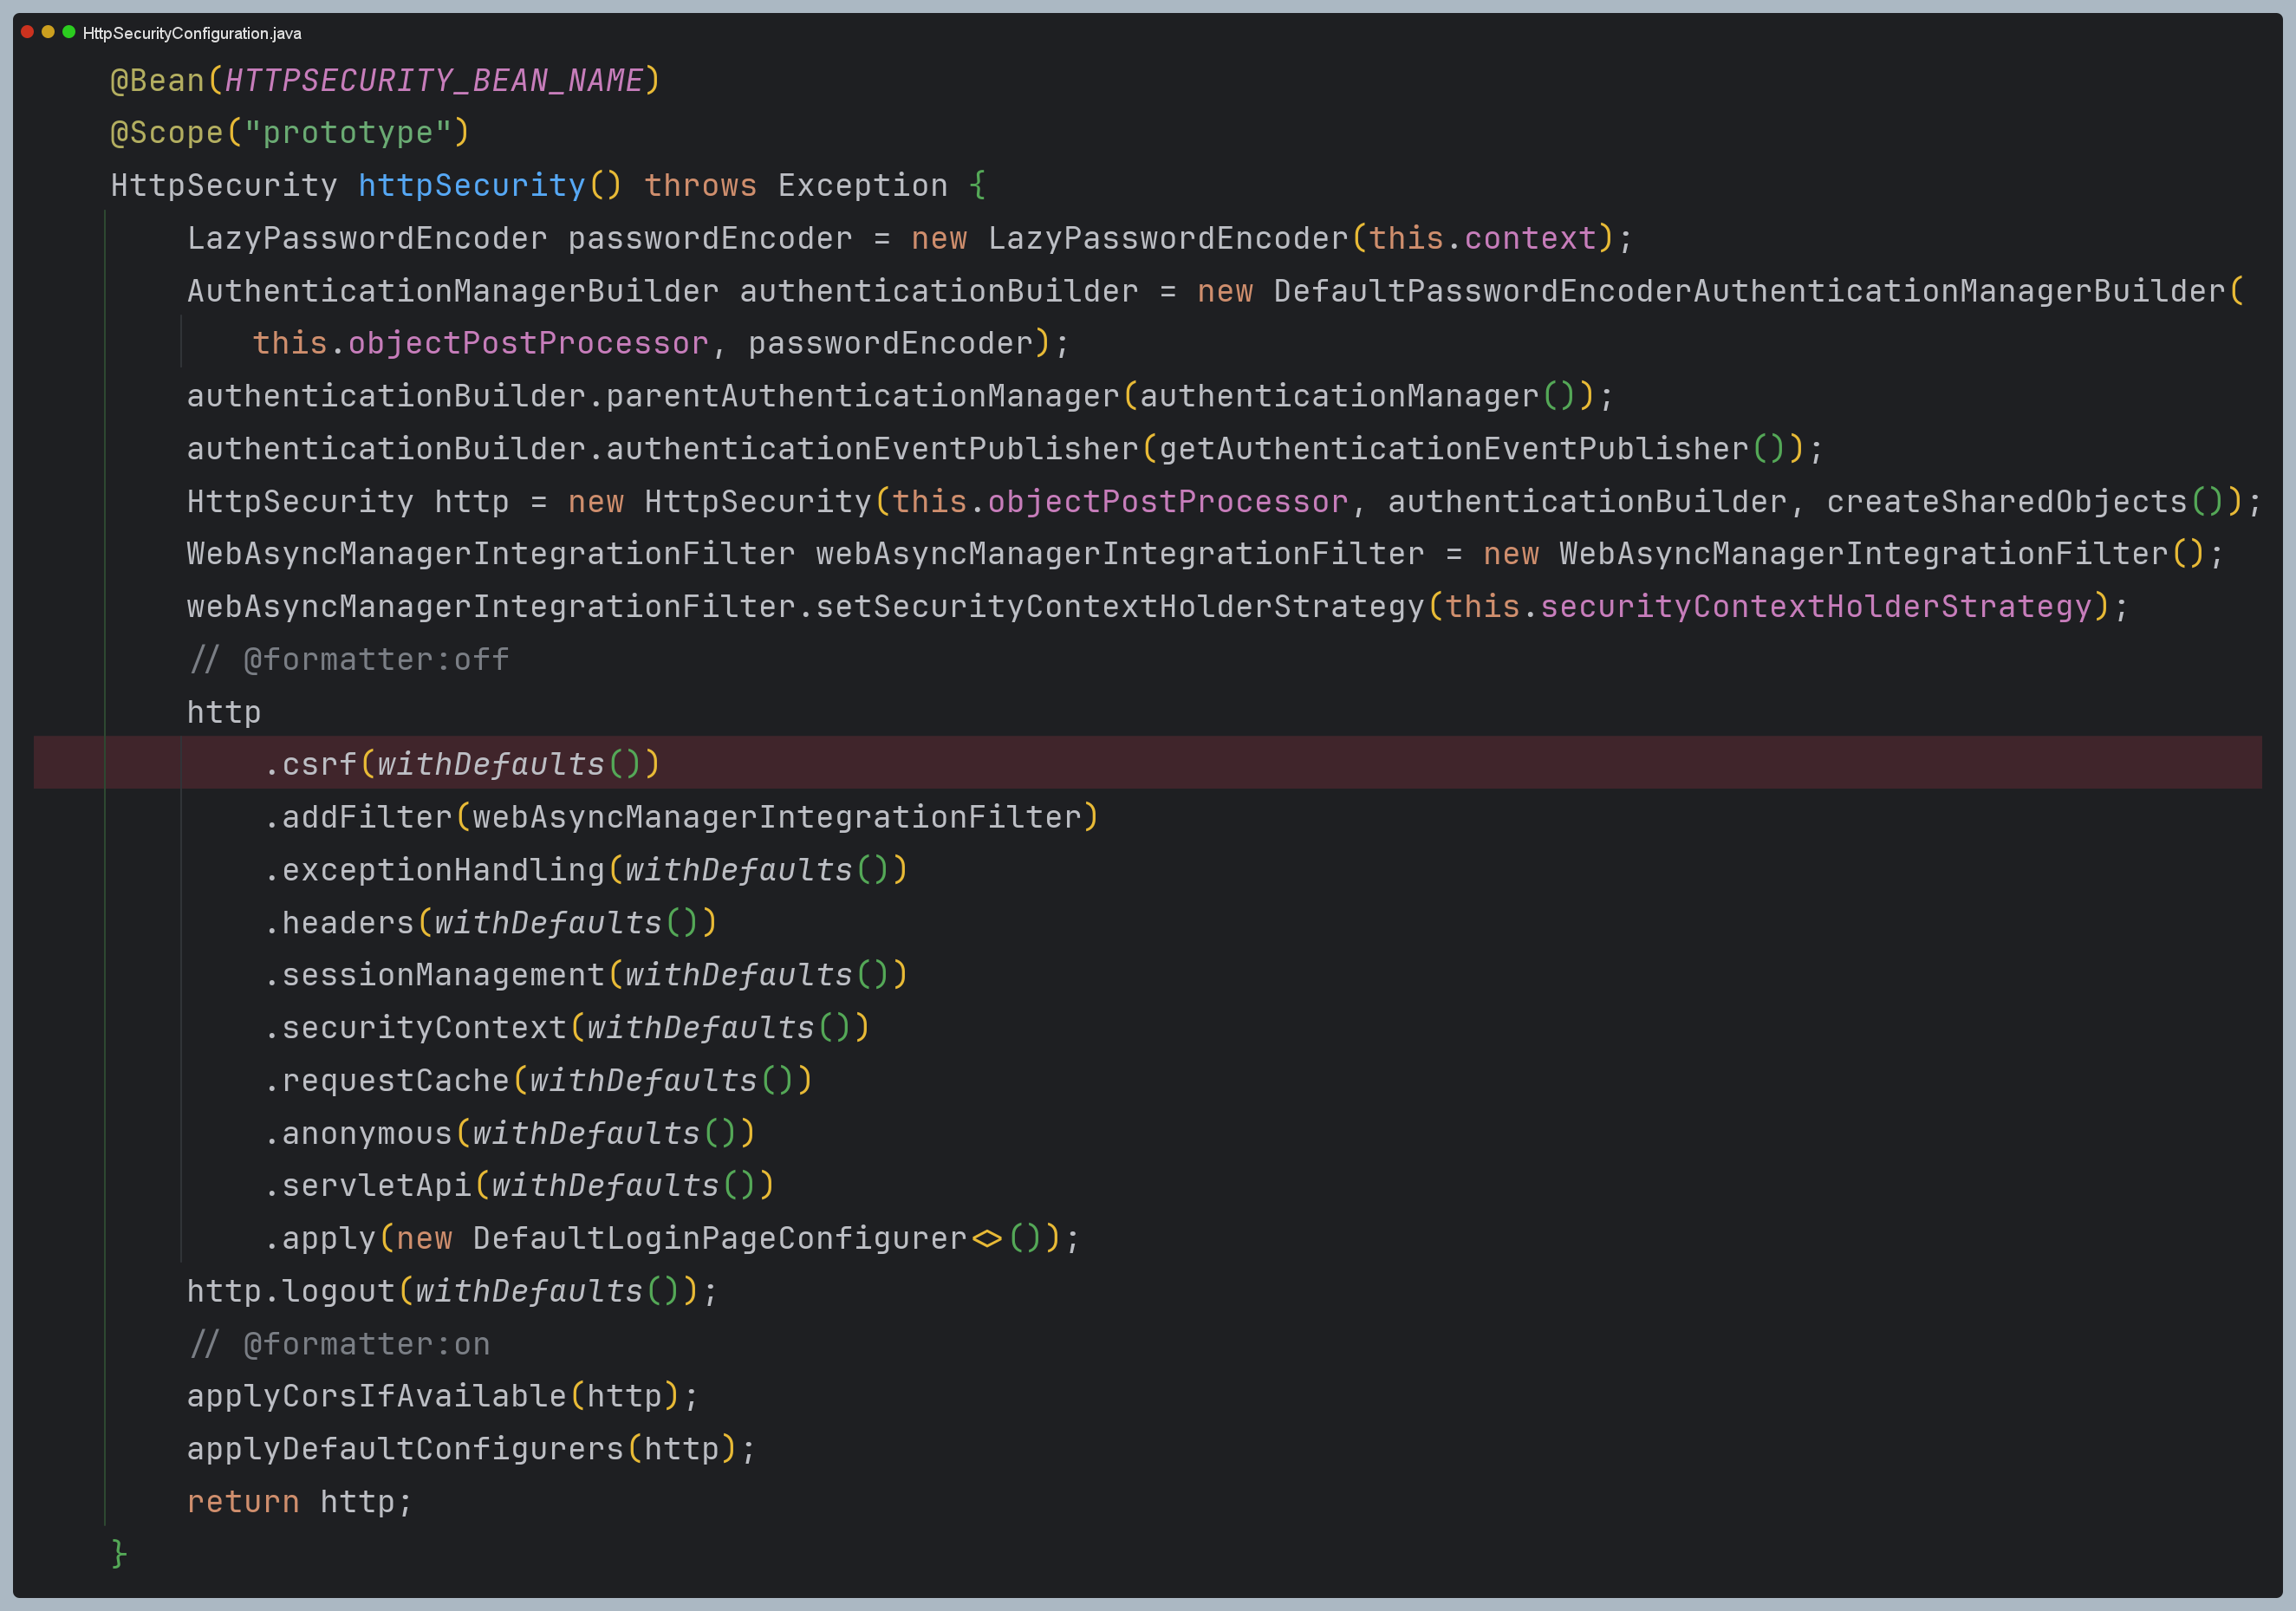 HttpSecurityConfiguration.java
@Bean(HTTPSECURITY_BEAN_NAME)
@Scope("prototype")
HttpSecurity httpSecurity() throws Exception {
LazyPasswordEncoder passwordEncoder = new LazyPasswordEncoder(this.context);
AuthenticationManagerBuilder authenticationBuilder = new DefaultPasswordEncoderAuthenticationManagerBuilder(
this.objectPostProcessor, passwordEncoder);
authenticationBuilder.parentAuthenticationManager(authenticationManager());
authenticationBuilder.authenticationEventPublisher(getAuthenticationEventPublisher());
HttpSecurity http = new HttpSecurity(this.objectPostProcessor, authenticationBuilder, createSharedObjects());
WebAsyncManagerIntegrationFilter webAsyncManagerIntegrationFilter = new WebAsyncManagerIntegrationFilter();
webAsyncManagerIntegrationFilter.setSecurityContextHolderStrategy(this.securityContextHolderStrategy);
// @formatter:off
http
.csrf(withDefaults())
.addFilter(webAsyncManagerIntegrationFilter)
.exceptionHandling(withDefaults())
.headers(withDefaults())
.sessionManagement(withDefaults())
.securityContext(withDefaults())
.requestCache(withDefaults())
.anonymous(withDefaults())
.servletApi(withDefaults())
.apply(new DefaultLoginPageConfigurer<>());
http.logout(withDefaults());
// @formatter:on
applyCorsIfAvailable(http);
applyDefaultConfigurers(http);
return http;
}